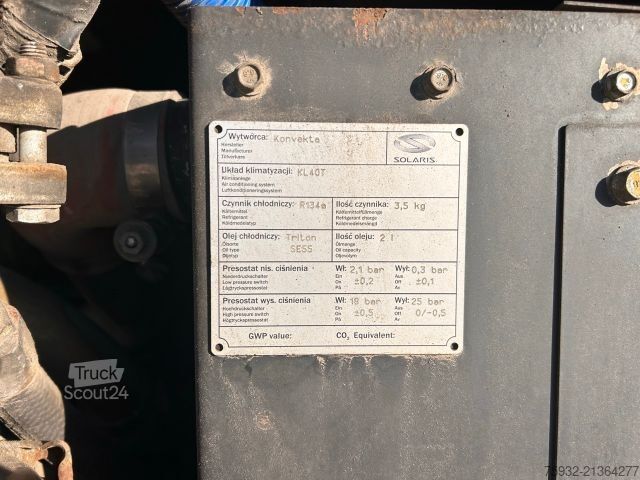 Wytwórca: Konvekta
Hersteller
Manufacturer
Tillverkare
SOLARIS
Układ klimatyzacji: KL40T
Klimaanlage
Air conditioning system
Luftkonditioneringssystem
Czynnik chłodniczy: R134a
Kältemittel
Refrigerant
Köldmedelstyp
Ilość czynnika: 3,5 kg
Kältemittelfüllmenge
Refrigerant charge
Köldmedelsmängd
Olej chłodniczy: Triton
Ölsorte SE55
Oil type
Oljetyp
Ilość oleju: 2 l
Ölmenge
Oil capacity
Oljevolym
Presostat nis. ciśnienia Wł: 2,1 bar Wył: 0,3 bar
Niederdruckschalter Ein ±0,2 Aus ±0,1
Low pressure switch On Off
Lågtryckspressostat På Av
Presostat wys. ciśnienia Wł: 18 bar Wył: 25 bar
Hochdruckschalter Ein ±0,5 Aus 0/-0,5
High pressure switch On Off
Högtryckspressostat På Av
GWP value: CO₂ Equivalent:
Truck
Scout24
75932-21364277